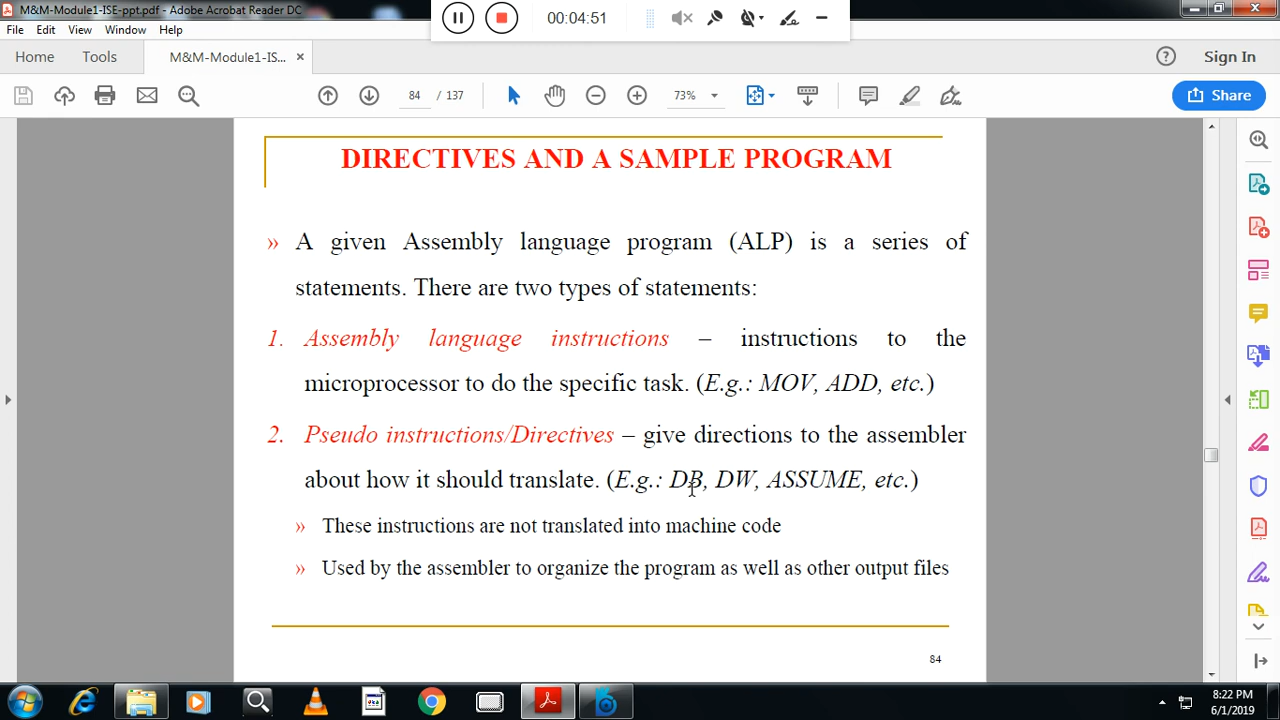 M&M-Module1-ISE-ppt.pdf - Adobe Acrobat Reader DC
00:04:51
File Edit View Window Help
Home Tools M&M-Module1-IS... × Sign In
84 / 137 73% Share
DIRECTIVES AND A SAMPLE PROGRAM
» A given Assembly language program (ALP) is a series of
statements. There are two types of statements:
1. Assembly language instructions – instructions to the
microprocessor to do the specific task. (E.g.: MOV, ADD, etc.)
2. Pseudo instructions/Directives – give directions to the assembler
about how it should translate. (E.g.: DB, DW, ASSUME, etc.)
» These instructions are not translated into machine code
» Used by the assembler to organize the program as well as other output files
84
8:22 PM
6/1/2019